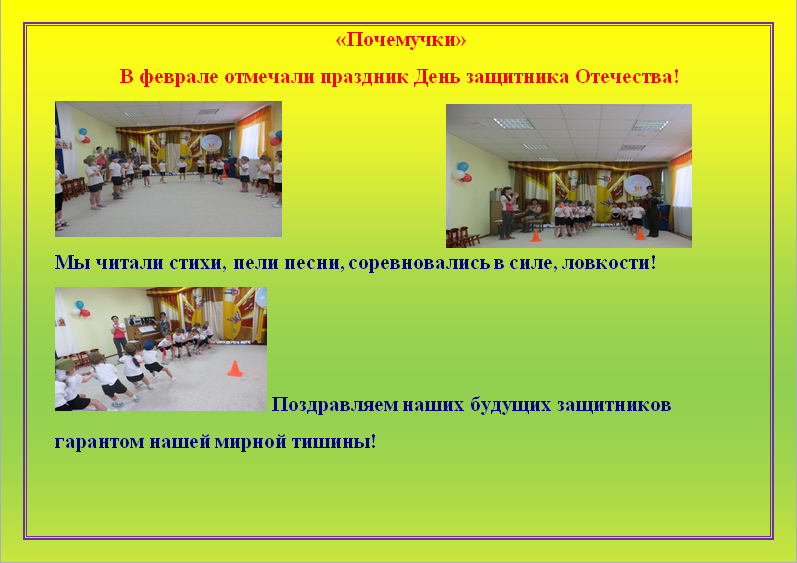 «Почемучки»
В феврале отмечали праздник День защитника Отечества!
Мы читали стихи, пели песни, соревновались в силе, ловкости!
Поздравляем наших будущих защитников
гарантом нашей мирной тишины!